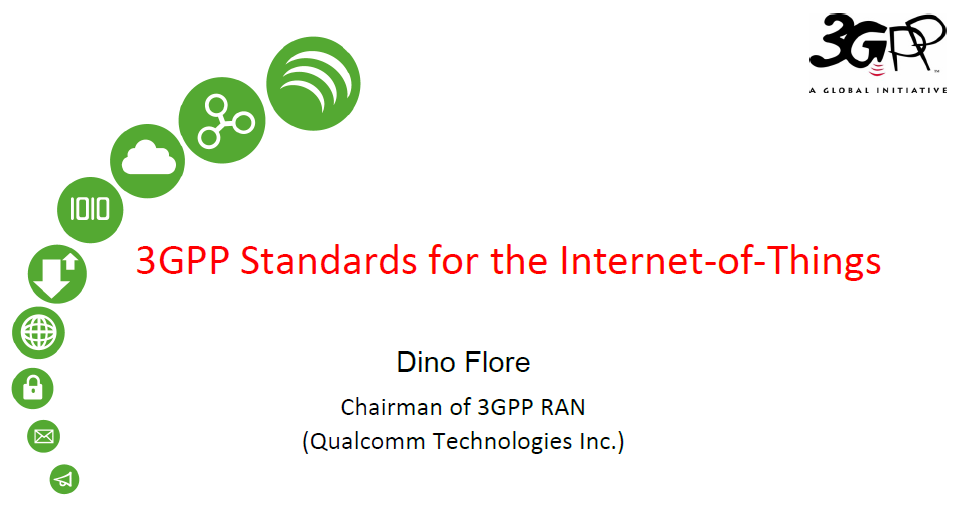 3GPP
A GLOBAL INITIATIVE
1010
3GPP Standards for the Internet-of-Things
Dino Flore
Chairman of 3GPP RAN
(Qualcomm Technologies Inc.)